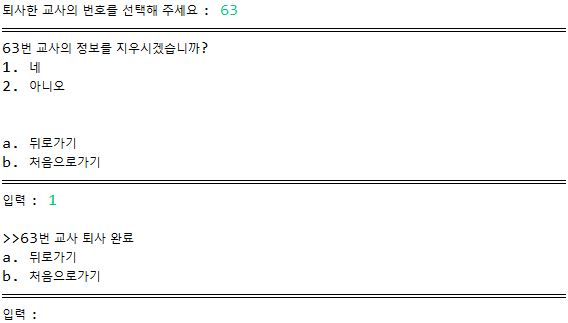 퇴사한 교사의 번호를 선택해 주세요 : 63
63번 교사의 정보를 지우시겠습니까?
1. 네
2. 아니오
a. 뒤로가기
b. 처음으로가기
입력 : 1
>>63번 교사 퇴사 완료
a. 뒤로가기
b. 처음으로가기
입력 :